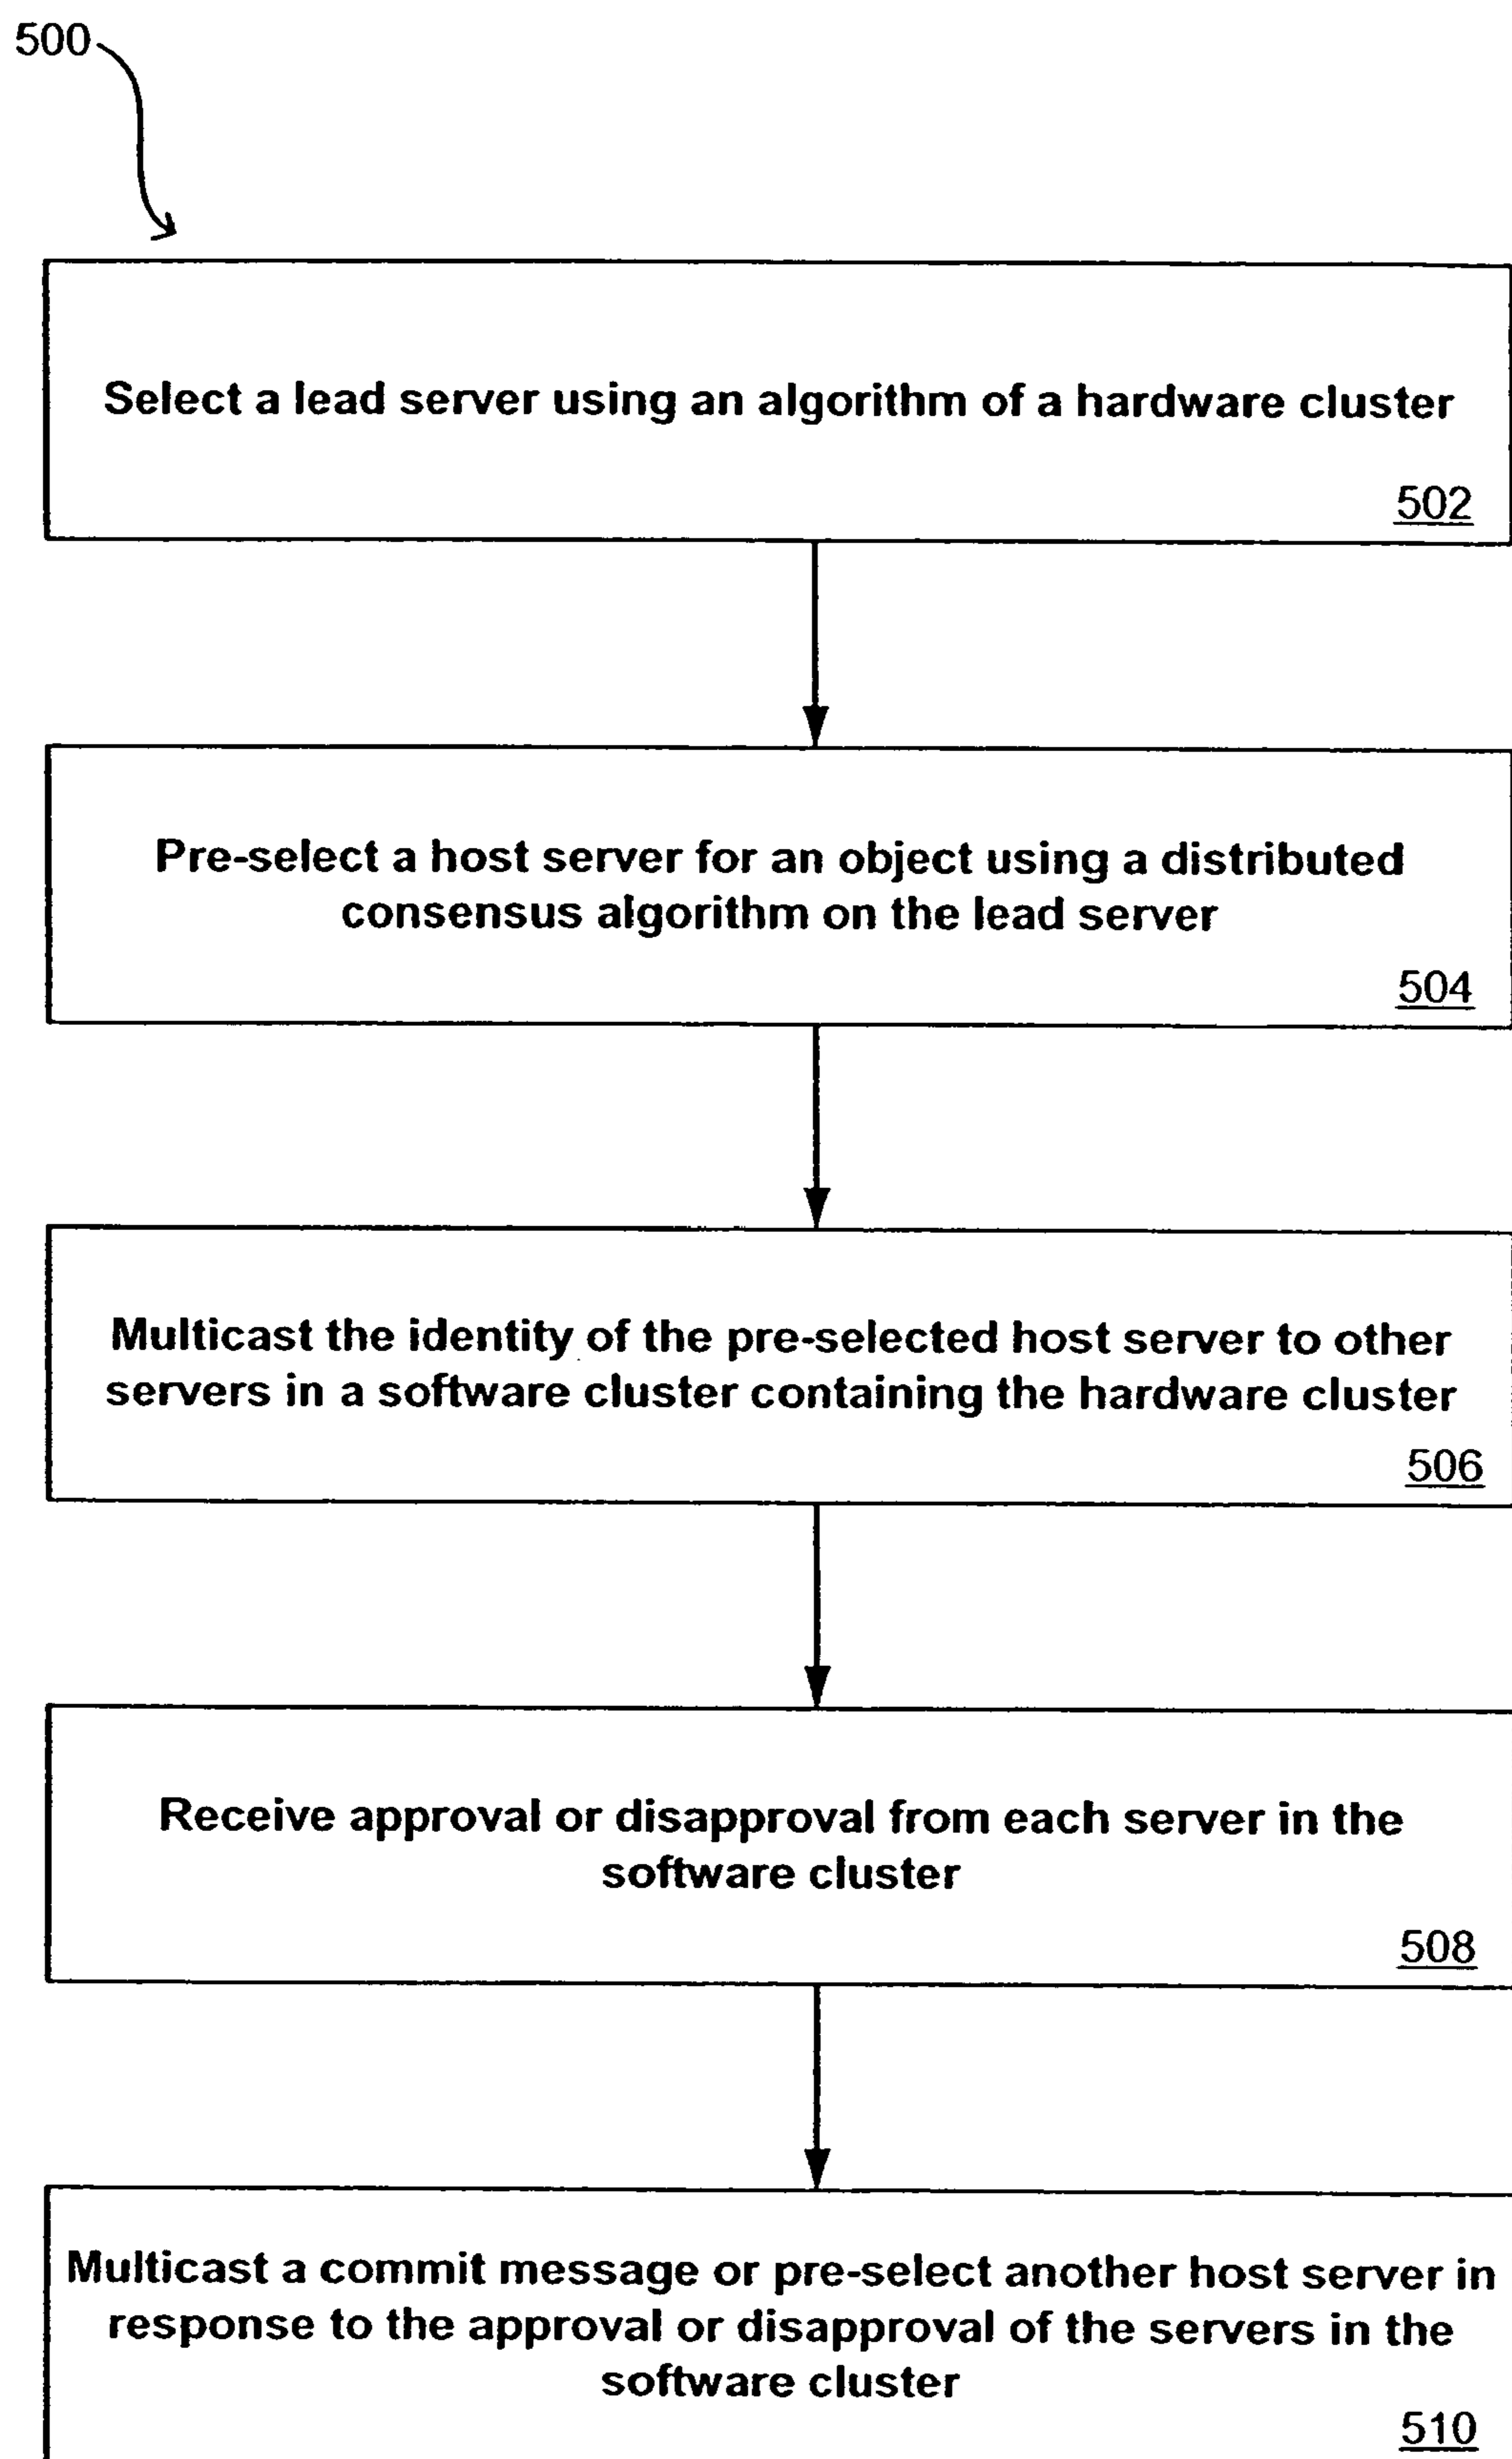 500
Select a lead server using an algorithm of a hardware cluster
502
Pre-select a host server for an object using a distributed
consensus algorithm on the lead server
504
Multicast the identity of the pre-selected host server to other
servers in a software cluster containing the hardware cluster
506
Receive approval or disapproval from each server in the
software cluster
508
Multicast a commit message or pre-select another host server in
response to the approval or disapproval of the servers in the
software cluster
510